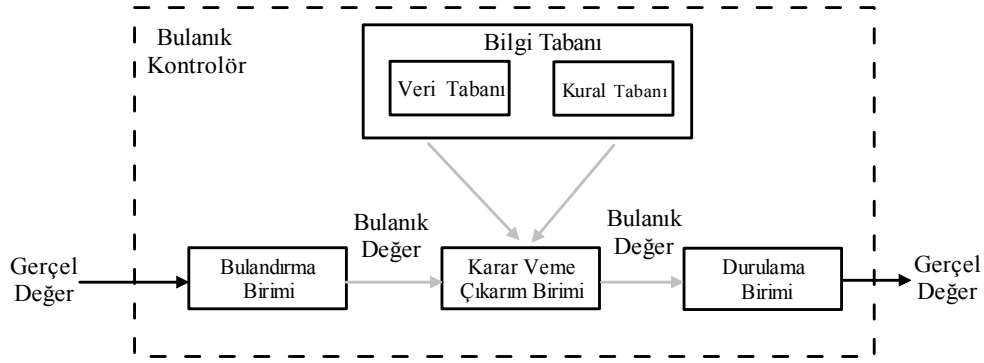 Bulanık
Kontrolör
Bilgi Tabanı
Veri Tabanı
Kural Tabanı
Bulanık
Değer
Bulanık
Değer
Gerçel
Değer
Bulandırma
Birimi
Karar Veme
Çıkarım Birimi
Durulama
Birimi
Gerçel
Değer